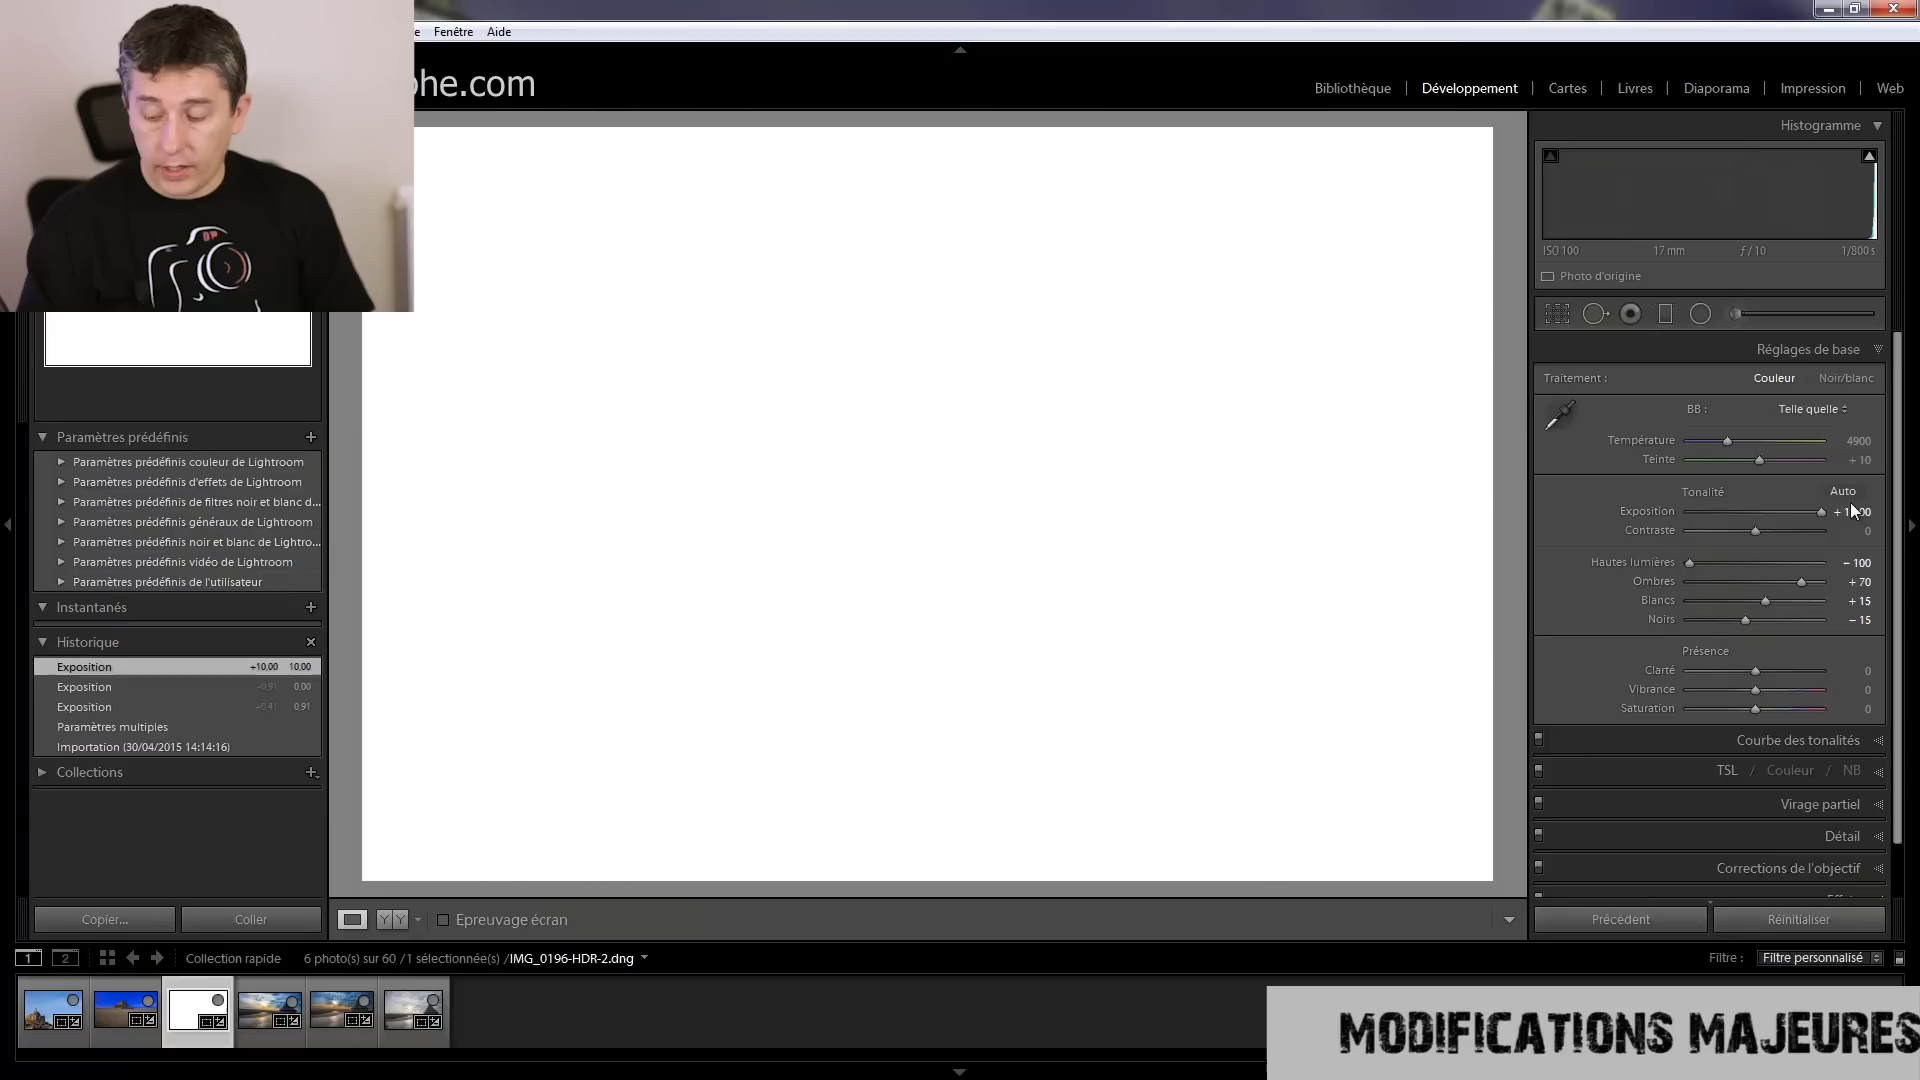 Fenêtre Aide
ohe.com
Bibliothèque | Développement | Cartes | Livres | Diaporama | Impression | Web
Histogramme
ISO 100 17 mm ƒ / 10 1/800 s
Photo d'origine
Réglages de base
Traitement : Couleur Noir/blanc
BB : Telle quelle
Température 4900
Teinte + 10
Tonalité Auto
Exposition
Contraste 0
Hautes lumières − 100
Ombres + 70
Blancs + 15
Noirs − 15
Présence
Clarté 0
Vibrance 0
Saturation 0
Courbe des tonalités
TSL / Couleur / NB
Virage partiel
Détail
Corrections de l'objectif
Précédent Réinitialiser
Paramètres prédéfinis +
Paramètres prédéfinis couleur de Lightroom
Paramètres prédéfinis d'effets de Lightroom
Paramètres prédéfinis de filtres noir et blanc d...
Paramètres prédéfinis généraux de Lightroom
Paramètres prédéfinis noir et blanc de Lightro...
Paramètres prédéfinis vidéo de Lightroom
Paramètres prédéfinis de l'utilisateur
Instantanés +
Historique
Exposition +10,00 10,00
Exposition -0,91 0,00
Exposition +0,41 0,91
Paramètres multiples
Importation (30/04/2015 14:14:16)
Collections
Copier... Coller
Epreuvage écran
1 2 Collection rapide 6 photo(s) sur 60 /1 sélectionnée(s) /IMG_0196-HDR-2.dng
Filtre : Filtre personnalisé
MODIFICATIONS MAJEURES